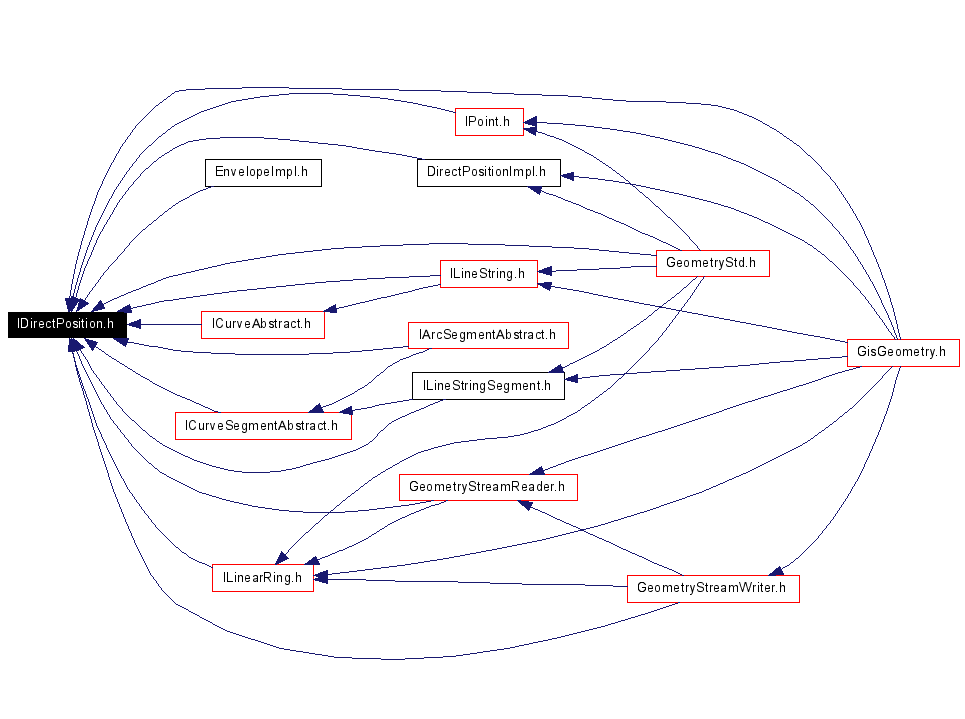 IPoint.h
EnvelopeImpl.h
DirectPositionImpl.h
GeometryStd.h
ILineString.h
IDirectPosition.h
ICurveAbstract.h
IArcSegmentAbstract.h
GisGeometry.h
ILineStringSegment.h
ICurveSegmentAbstract.h
GeometryStreamReader.h
ILinearRing.h
GeometryStreamWriter.h